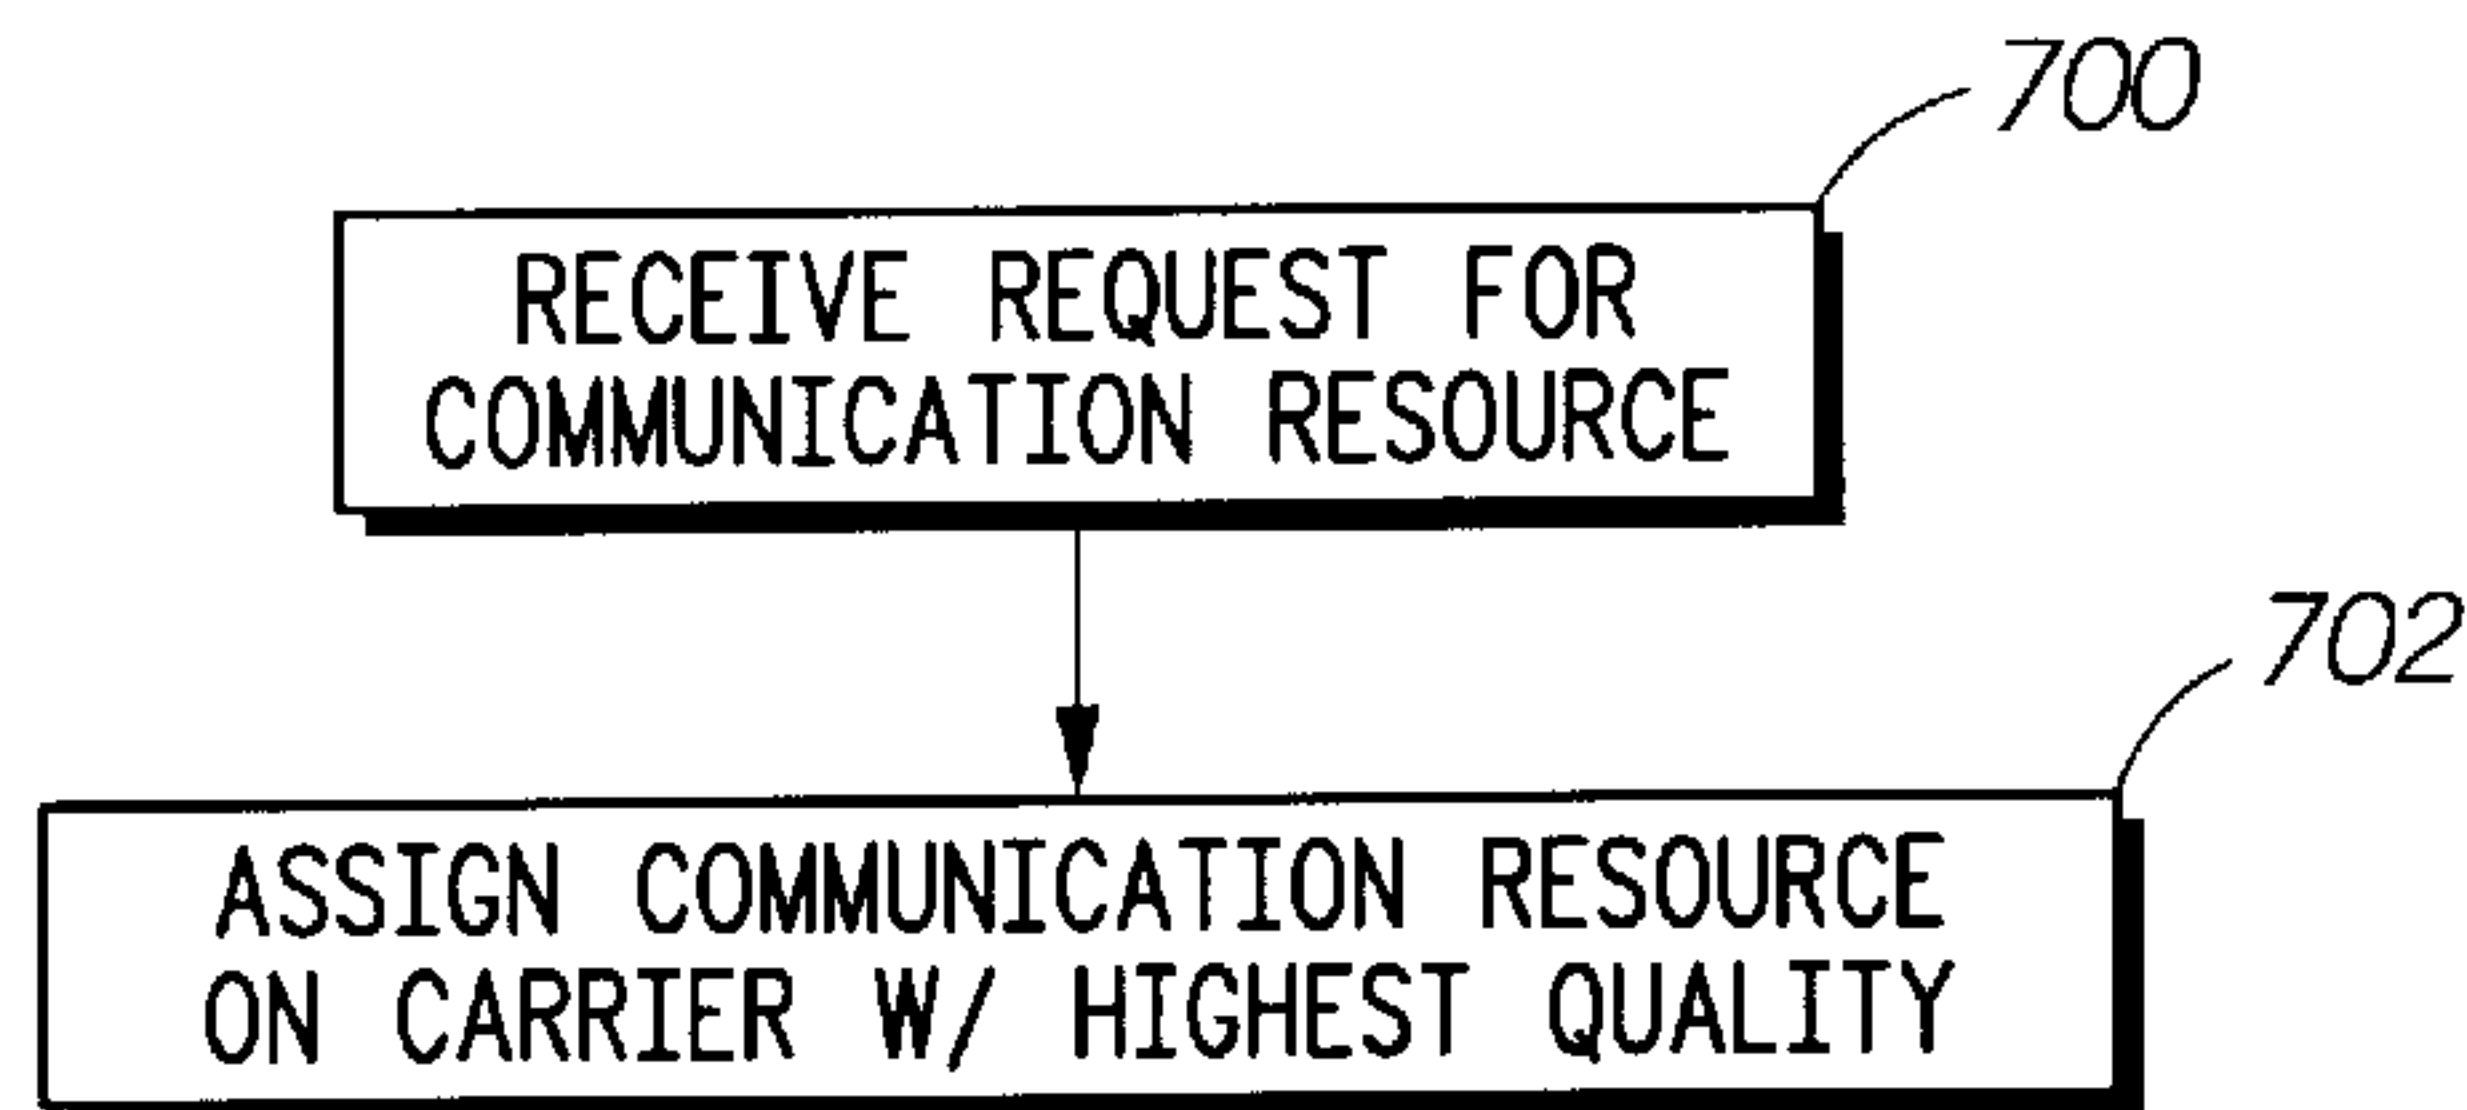 700
RECEIVE REQUEST FOR
COMMUNICATION RESOURCE
702
ASSIGN COMMUNICATION RESOURCE
ON CARRIER W/ HIGHEST QUALITY